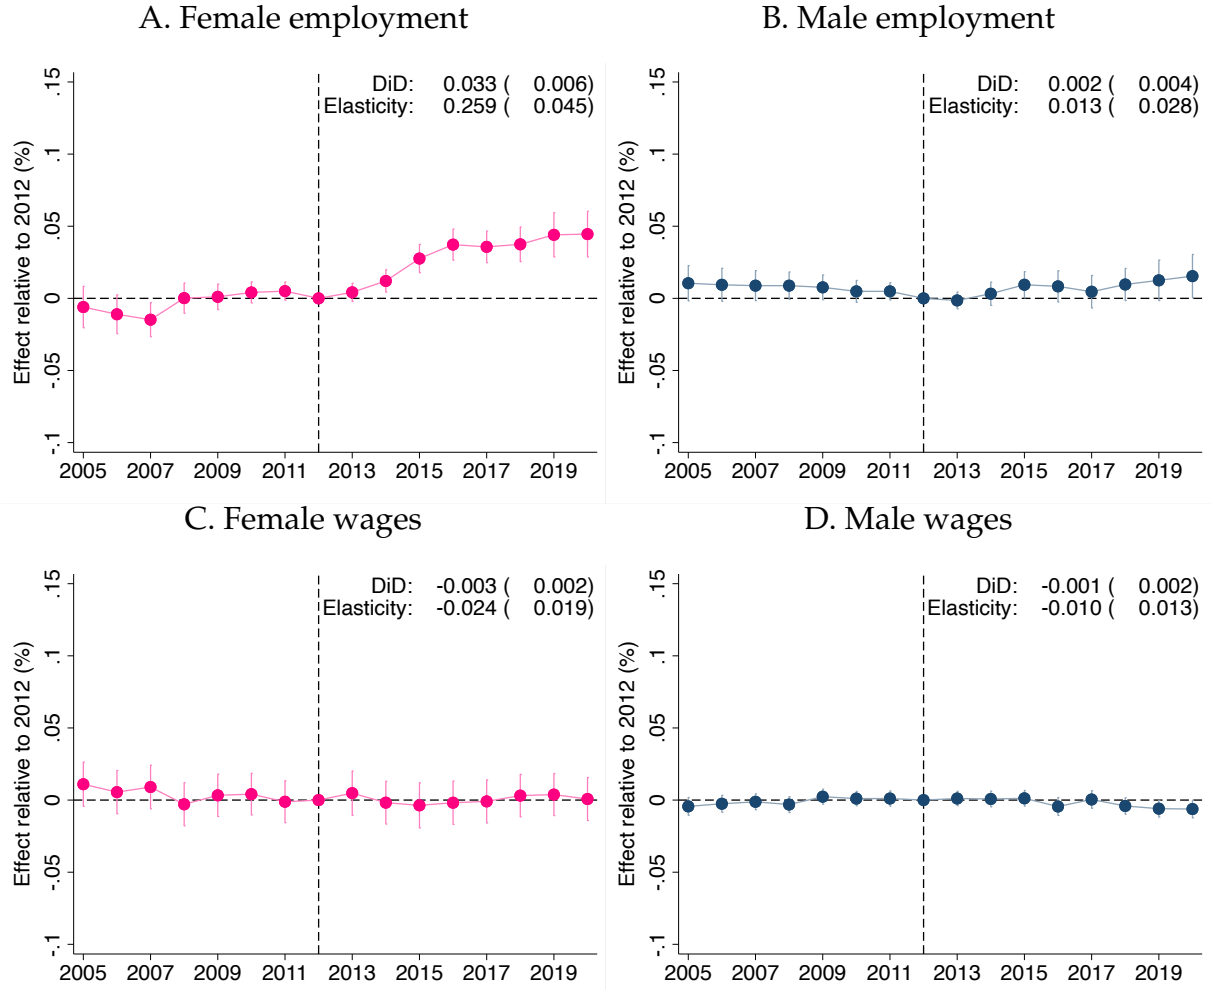 A. Female employment
Effect relative to 2012 (%)
.15
.1
.05
0
-.05
-.1
DiD: 0.033 ( 0.006)
Elasticity: 0.259 ( 0.045)
2005 2007 2009 2011 2013 2015 2017 2019
B. Male employment
Effect relative to 2012 (%)
.15
.1
.05
0
-.05
-.1
DiD: 0.002 ( 0.004)
Elasticity: 0.013 ( 0.028)
2005 2007 2009 2011 2013 2015 2017 2019
C. Female wages
Effect relative to 2012 (%)
.15
.1
.05
0
-.05
-.1
DiD: -0.003 ( 0.002)
Elasticity: -0.024 ( 0.019)
2005 2007 2009 2011 2013 2015 2017 2019
D. Male wages
Effect relative to 2012 (%)
.15
.1
.05
0
-.05
-.1
DiD: -0.001 ( 0.002)
Elasticity: -0.010 ( 0.013)
2005 2007 2009 2011 2013 2015 2017 2019